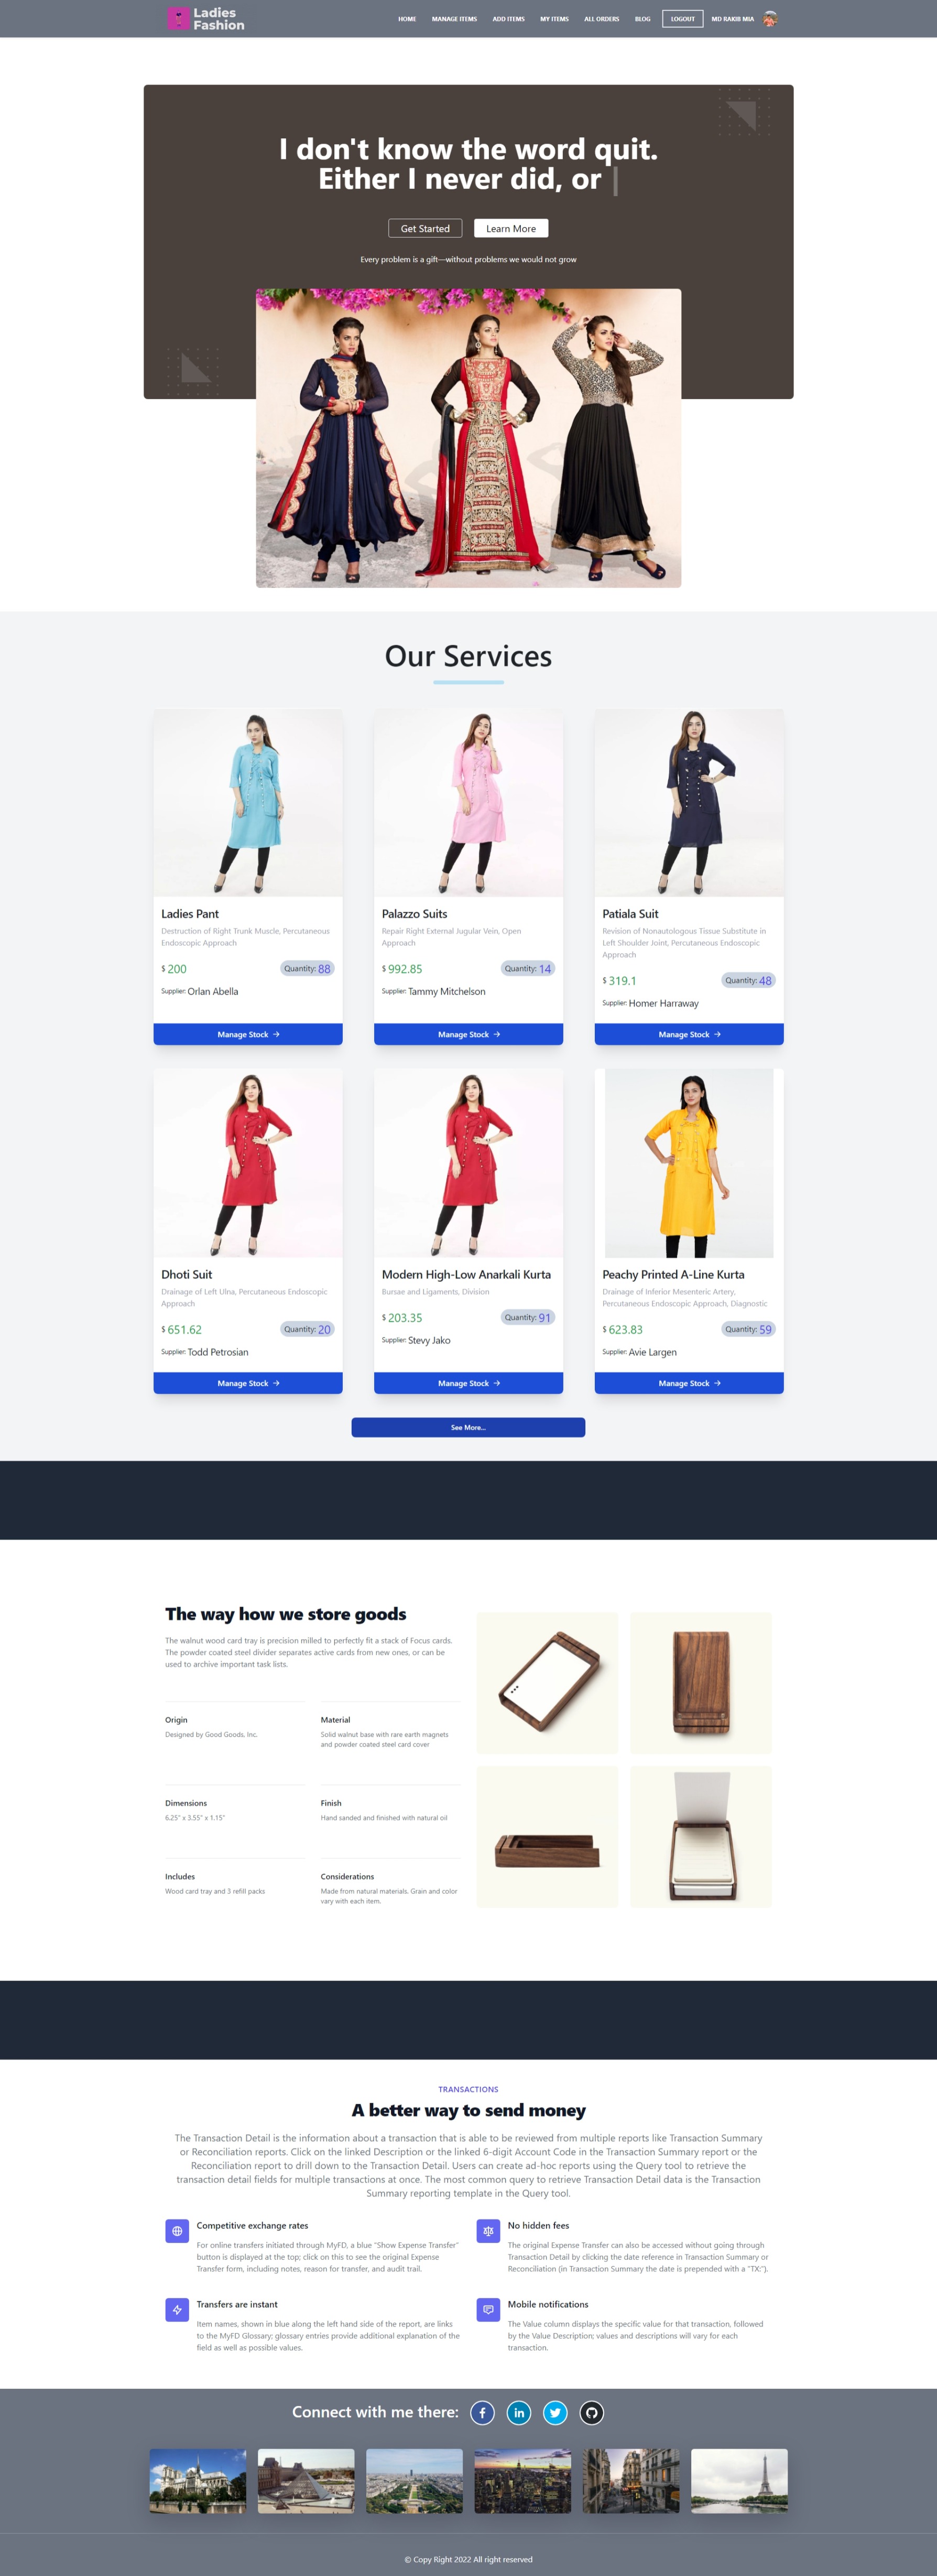 Ladies
Fashion
HOME MANAGE ITEMS ADD ITEMS MY ITEMS ALL ORDERS BLOG LOGOUT MD RAKIB MIA
I don't know the word quit.
Either I never did, or |
Get Started Learn More
Every problem is a gift—without problems we would not grow
Our Services
Ladies Pant
Destruction of Right Trunk Muscle, Percutaneous
Endoscopic Approach
$ 200 Quantity: 88
Supplier: Orlan Abella
Manage Stock →
Palazzo Suits
Repair Right External Jugular Vein, Open
Approach
$ 992.85 Quantity: 14
Supplier: Tammy Mitchelson
Manage Stock →
Patiala Suit
Revision of Nonautologous Tissue Substitute in
Left Shoulder Joint, Percutaneous Endoscopic
Approach
$ 319.1 Quantity: 48
Supplier: Homer Harraway
Manage Stock →
Dhoti Suit
Drainage of Left Ulna, Percutaneous Endoscopic
Approach
$ 651.62 Quantity: 20
Supplier: Todd Petrosian
Manage Stock →
Modern High-Low Anarkali Kurta
Bursae and Ligaments, Division
$ 203.35 Quantity: 91
Supplier: Stevy Jako
Manage Stock →
Peachy Printed A-Line Kurta
Drainage of Inferior Mesenteric Artery,
Percutaneous Endoscopic Approach, Diagnostic
$ 623.83 Quantity: 59
Supplier: Avie Largen
Manage Stock →
See More...
The way how we store goods
The walnut wood card tray is precision milled to perfectly fit a stack of Focus cards.
The powder coated steel divider separates active cards from new ones, or can be
used to archive important task lists.
Origin
Designed by Good Goods, Inc.
Material
Solid walnut base with rare earth magnets
and powder coated steel card cover
Dimensions
6.25" x 3.55" x 1.15"
Finish
Hand sanded and finished with natural oil
Includes
Wood card tray and 3 refill packs
Considerations
Made from natural materials. Grain and color
vary with each item.
TRANSACTIONS
A better way to send money
The Transaction Detail is the information about a transaction that is able to be reviewed from multiple reports like Transaction Summary
or Reconciliation reports. Click on the linked Description or the linked 6-digit Account Code in the Transaction Summary report or the
Reconciliation report to drill down to the Transaction Detail. Users can create ad-hoc reports using the Query tool to retrieve the
transaction detail fields for multiple transactions at once. The most common query to retrieve Transaction Detail data is the Transaction
Summary reporting template in the Query tool.
Competitive exchange rates
For online transfers initiated through MyFD, a blue "Show Expense Transfer"
button is displayed at the top; click on this to see the original Expense
Transfer form, including notes, reason for transfer, and audit trail.
No hidden fees
The original Expense Transfer can also be accessed without going through
Transaction Detail by clicking the date reference in Transaction Summary or
Reconciliation (in Transaction Summary the date is prepended with a "TX:").
Transfers are instant
Item names, shown in blue along the left hand side of the report, are links
to the MyFD Glossary; glossary entries provide additional explanation of the
field as well as possible values.
Mobile notifications
The Value column displays the specific value for that transaction, followed
by the Value Description; values and descriptions will vary for each
transaction.
Connect with me there:
© Copy Right 2022 All right reserved